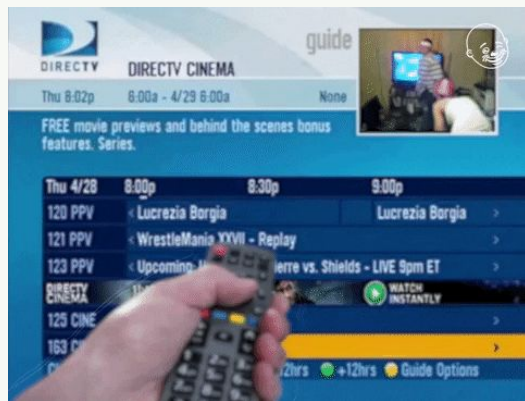 guide
DIRECTV
DIRECTV CINEMA
Thu 8:02p
6:00a - 4/29 6:00a
None
FREE movie previews and behind the scenes bonus
features. Series.
Thu 4/28 8:00p 8:30p 9:00p
120 PPV < Lucrezia Borgia Lucrezia Borgia >
121 PPV < WrestleMania XXVII - Replay >
123 PPV < Upcoming: ierre vs. Shields - LIVE 9pm ET >
DIRECTV
CINEMA
WATCH
INSTANTLY
125 CINE >
163 >
+12hrs Guide Options